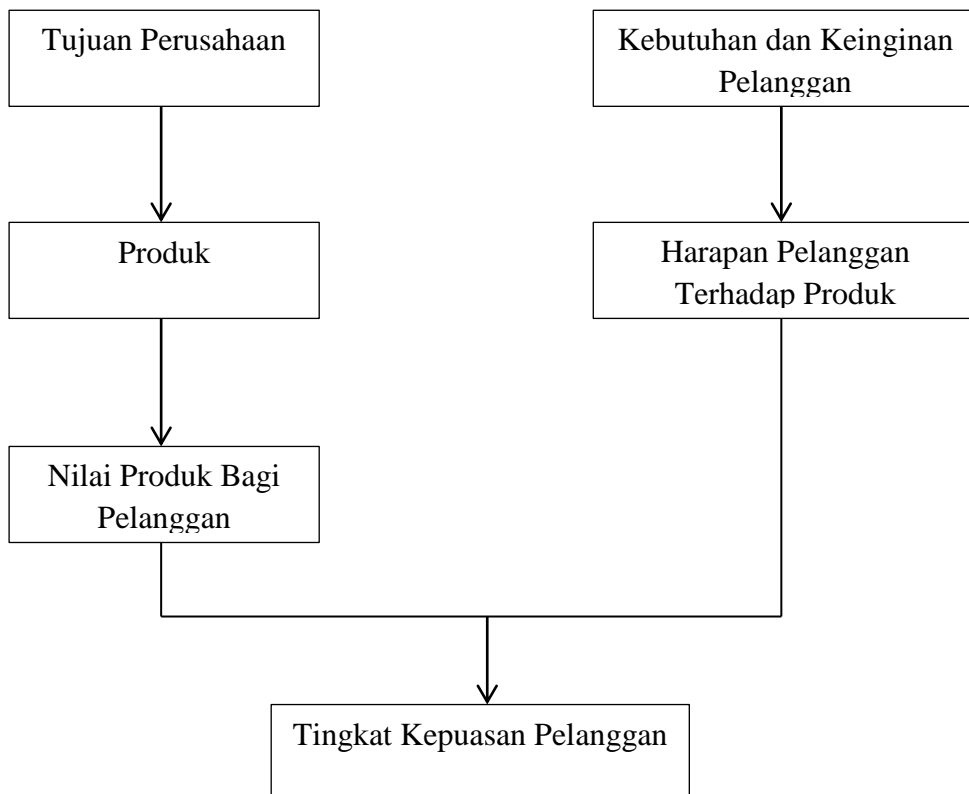 Tujuan Perusahaan
Kebutuhan dan Keinginan
Pelanggan
Produk
Harapan Pelanggan
Terhadap Produk
Nilai Produk Bagi
Pelanggan
Tingkat Kepuasan Pelanggan